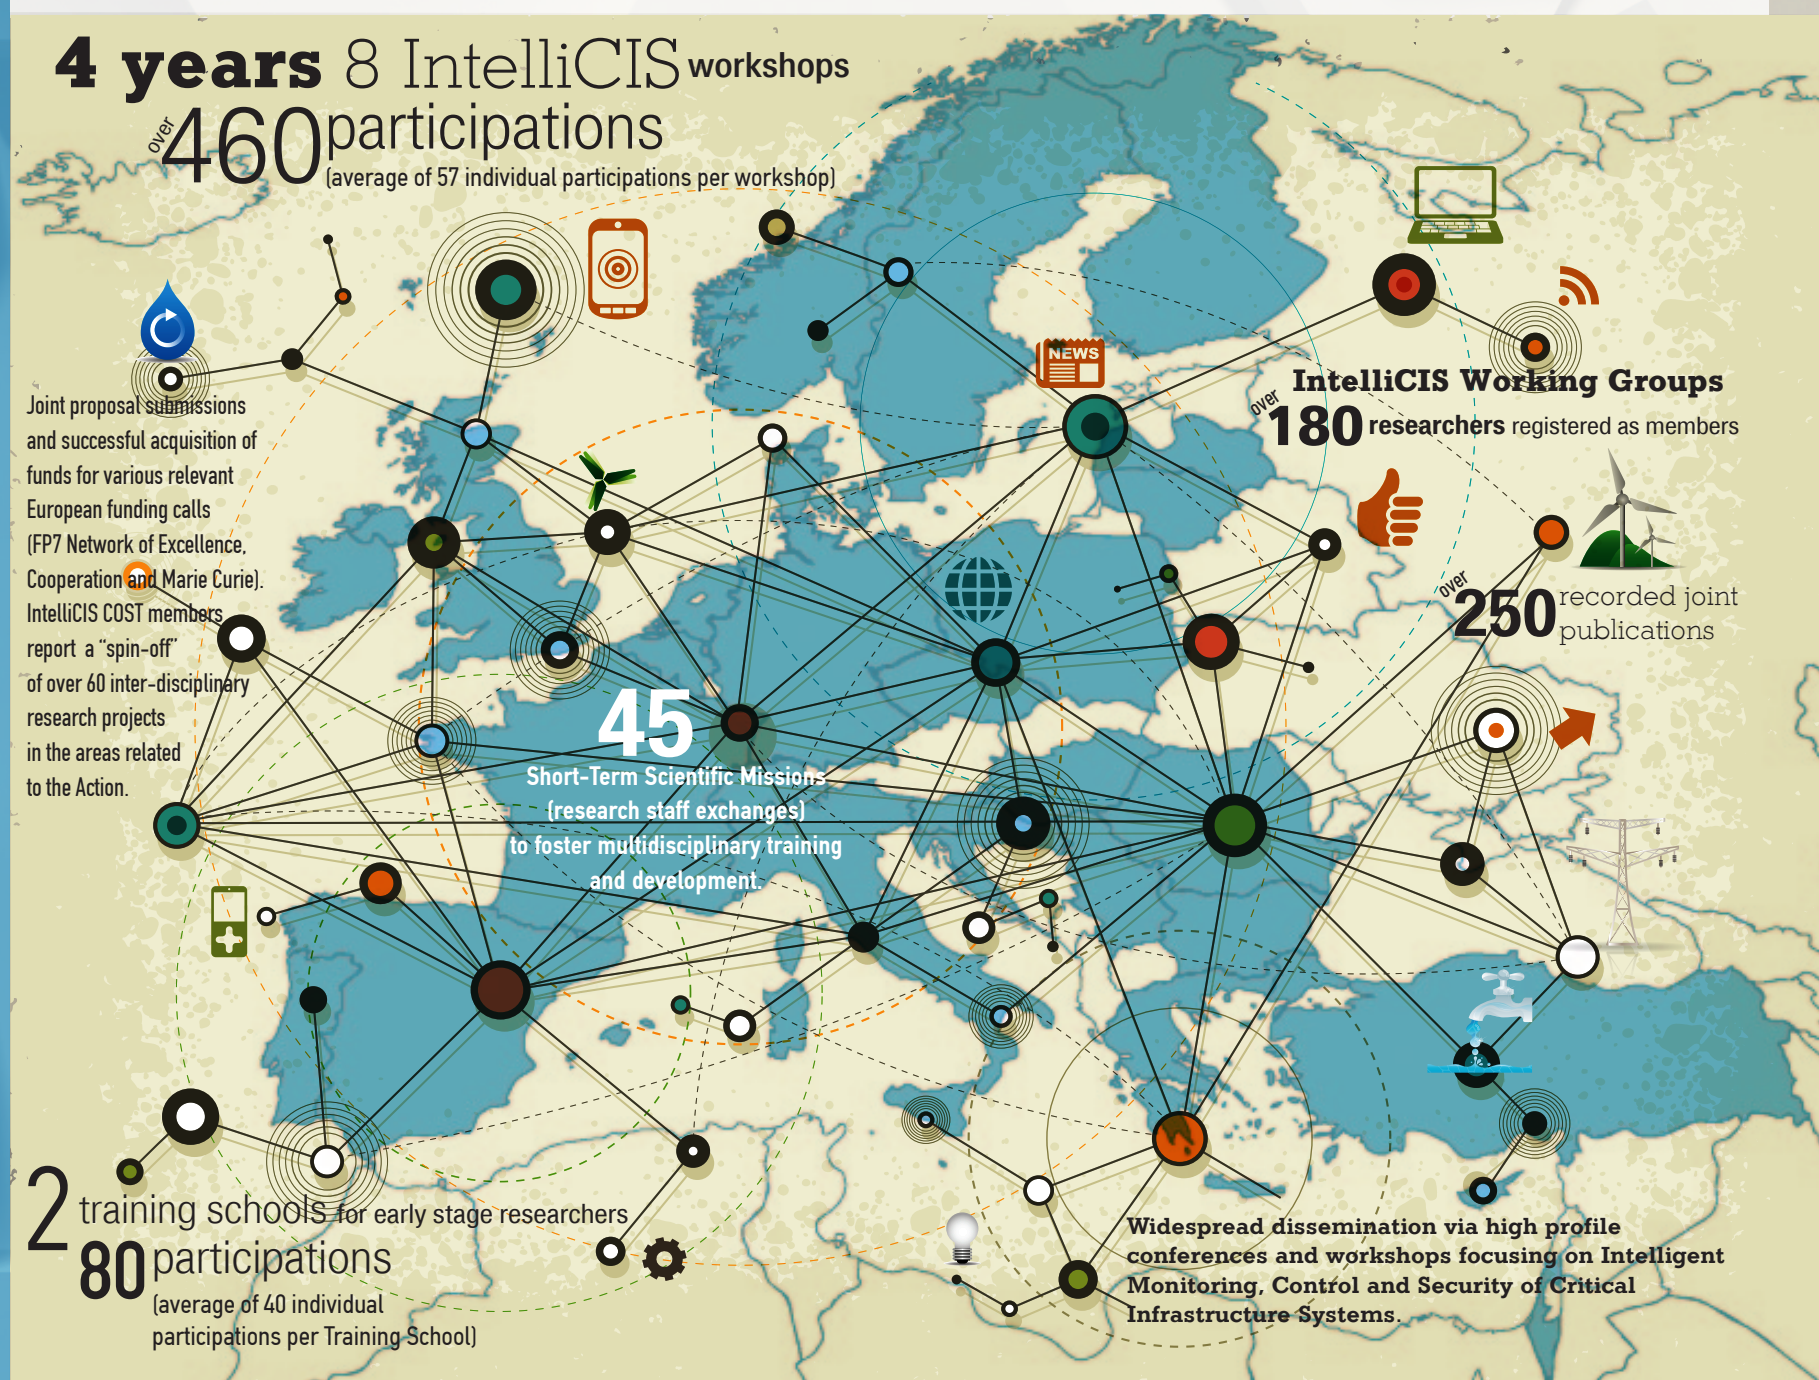 4 years 8 IntelliCIS workshops
over 460 participations
(average of 57 individual participations per workshop)
NEWS
IntelliCIS Working Groups
over 180 researchers registered as members
Joint proposal submissions
and successful acquisition of
funds for various relevant
European funding calls
(FP7 Network of Excellence,
Cooperation and Marie Curie).
IntelliCIS COST members
report a “spin-off”
of over 60 inter-disciplinary
research projects
in the areas related
to the Action.
over 250 recorded joint
publications
45
Short-Term Scientific Missions
(research staff exchanges)
to foster multidisciplinary training
and development.
2 training schools for early stage researchers
80 participations
(average of 40 individual
participations per Training School)
Widespread dissemination via high profile
conferences and workshops focusing on Intelligent
Monitoring, Control and Security of Critical
Infrastructure Systems.